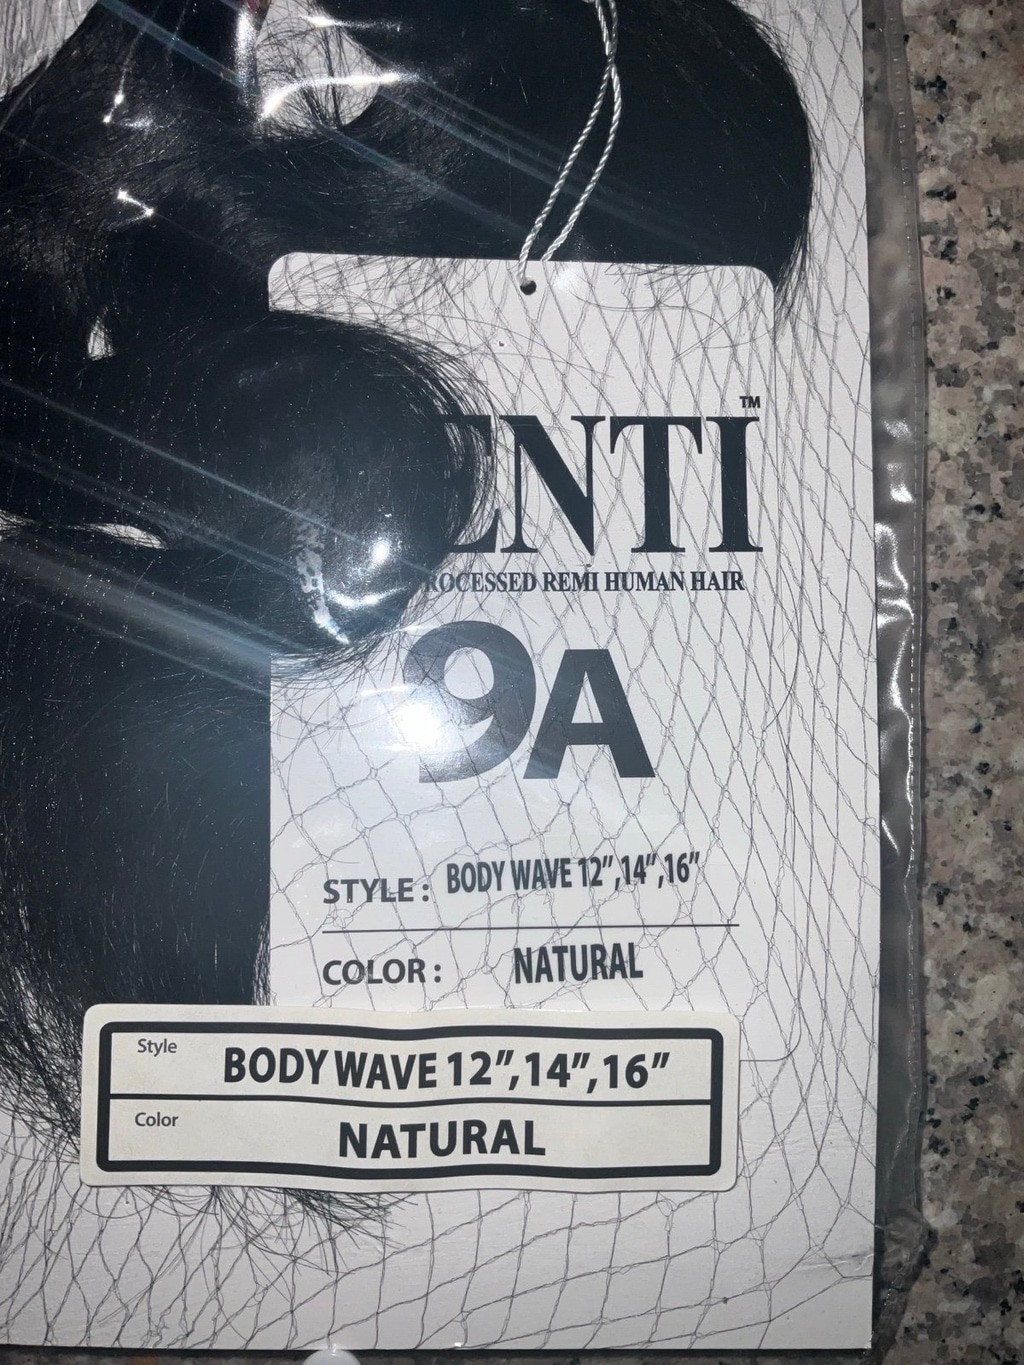 ENTI™
ROCESSED REMI HUMAN HAIR
9A
STYLE: BODY WAVE 12",14",16"
COLOR: NATURAL
Style BODY WAVE 12", 14", 16"
Color NATURAL